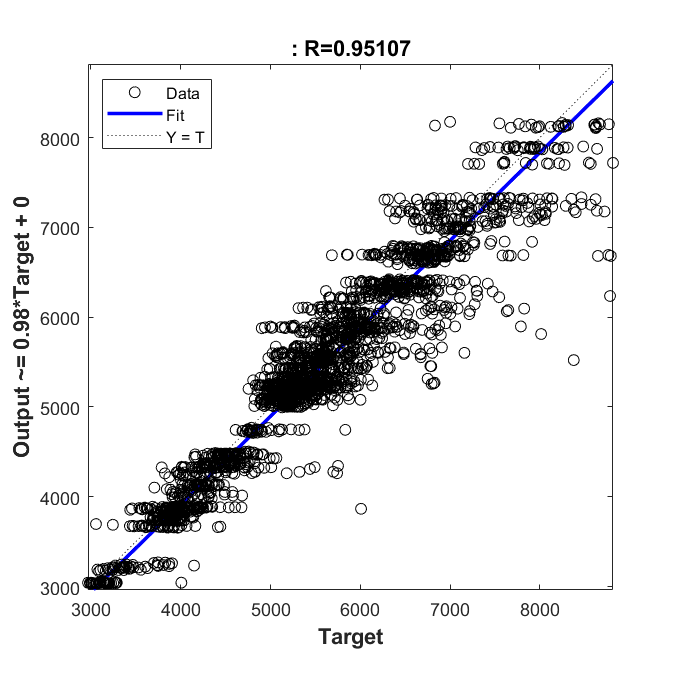 : R=0.95107
Data
Fit
Y = T
Output ~= 0.98*Target + 0
8000
7000
6000
5000
4000
3000
3000 4000 5000 6000 7000 8000
Target